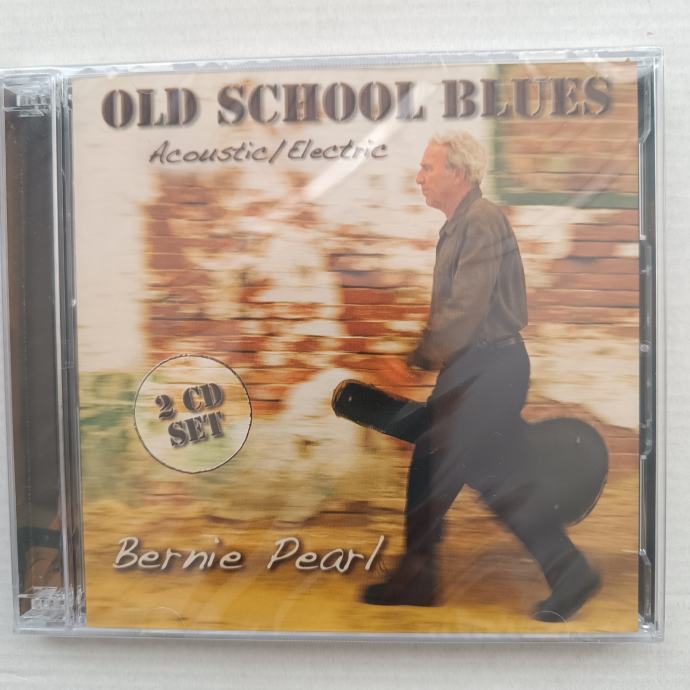 OLD SCHOOL BLUES
Acoustic/Electric
2 CD
SET
Bernie Pearl